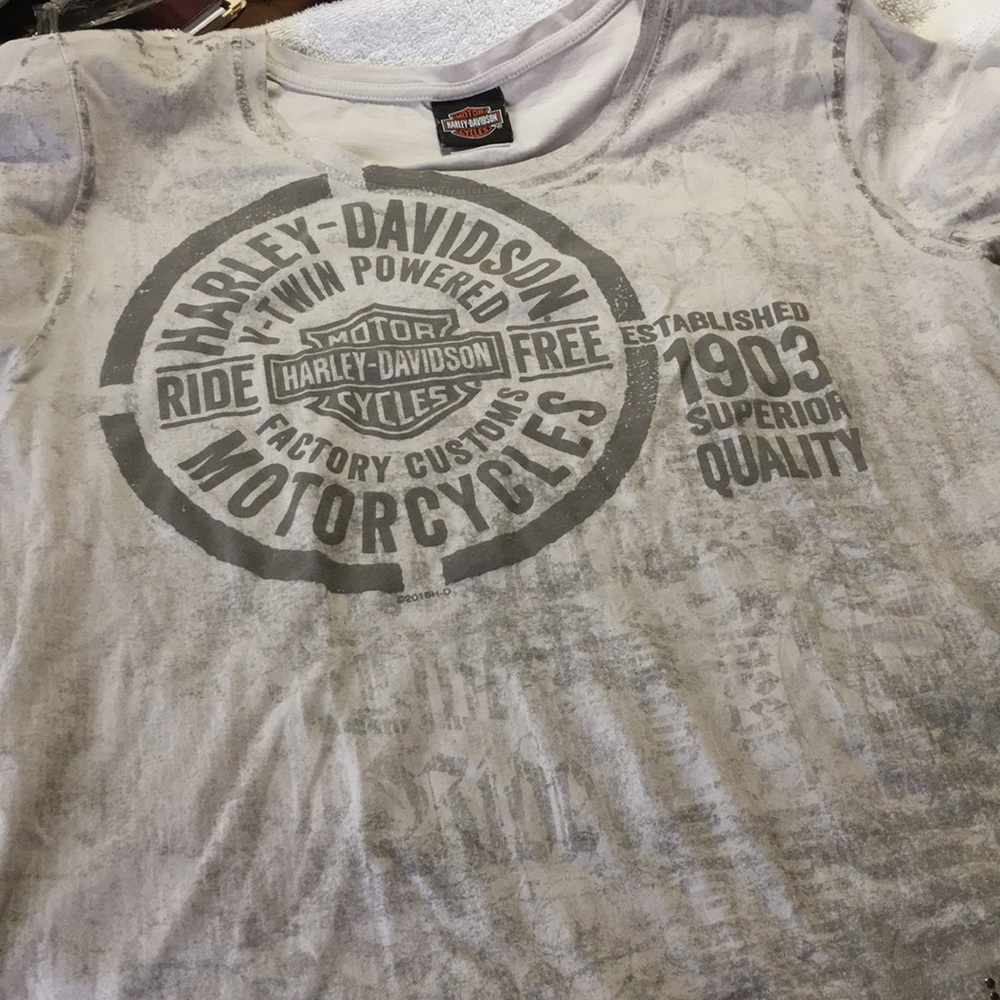 MOTOR
HARLEY-DAVIDSON
CYCLES
HARLEY-DAVIDSON
V-TWIN POWERED
MOTOR
HARLEY-DAVIDSON
CYCLES
RIDE
FREE
FACTORY CUSTOMS
MOTORCYCLES
ESTABLISHED
1903
SUPERIOR
QUALITY